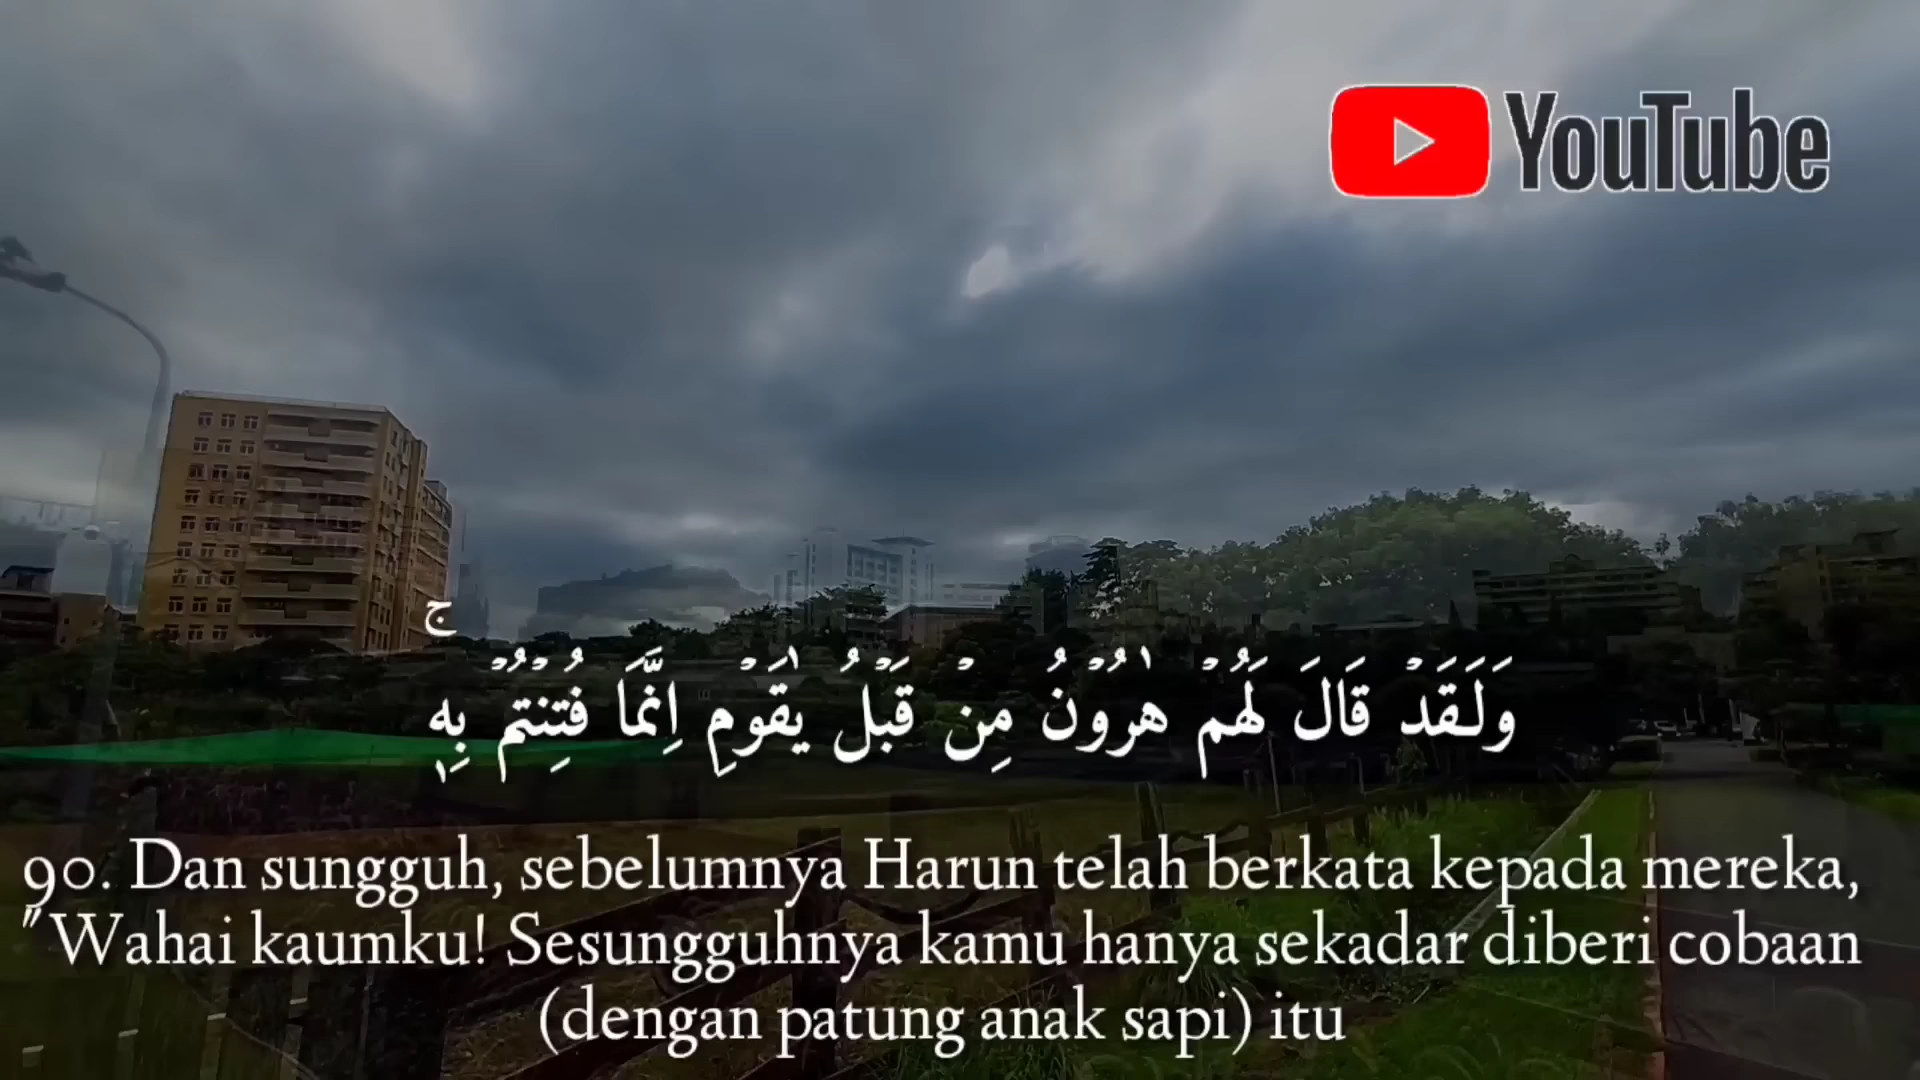 YouTube
وَلَقَدۡ قَالَ لَهُمۡ هٰرُوۡنُ مِنۡ قَبۡلُ يٰقَوۡمِ اِنَّمَا فُتِنۡتُمۡ بِهٖ‌ۚ
90. Dan sungguh, sebelumnya Harun telah berkata kepada mereka,
"Wahai kaumku! Sesungguhnya kamu hanya sekadar diberi cobaan
(dengan patung anak sapi) itu